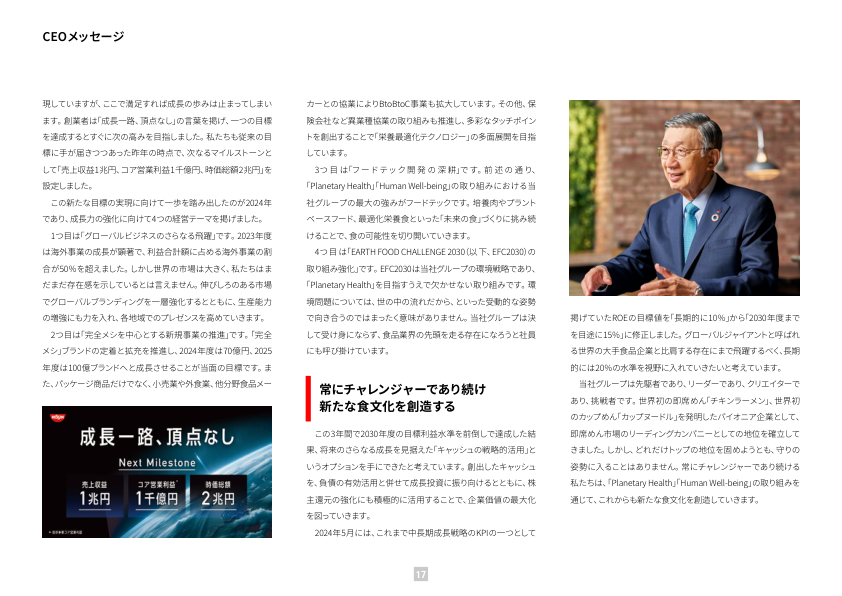 CEOメッセージ
現していますが、ここで満足すれば成長の歩みは止まってしまい
ます。創業者は「成長一路、頂点なし」の言葉を掲げ、一つの目標
を達成するとすぐに次の高みを目指しました。私たちも従来の目
標に手が届きつつあった昨年の時点で、次なるマイルストーンと
して「売上収益1兆円、コア営業利益1千億円、時価総額2兆円」を
設定しました。
この新たな目標の実現に向けて一歩を踏み出したのが2024年
であり、成長力の強化に向けて4つの経営テーマを掲げました。
1つ目は「グローバルビジネスのさらなる飛躍」です。2023年度
は海外事業の成長が顕著で、利益合計額に占める海外事業の割
合が50％を超えました。しかし世界の市場は大きく、私たちはま
だまだ存在感を示しているとは言えません。伸びしろのある市場
でグローバルブランディングを一層強化するとともに、生産能力
の増強にも力を入れ、各地域でのプレゼンスを高めていきます。
2つ目は「完全メシを中心とする新規事業の推進」です。「完全
メシ」ブランドの定着と拡充を推進し、2024年度は70億円、2025
年度は100億ブランドへと成長させることが当面の目標です。ま
た、パッケージ商品だけでなく、小売業や外食業、他分野食品メー
NISSIN
成長一路、頂点なし
Next Milestone
売上収益
1兆円
コア営業利益*
1千億円
時価総額
2兆円
カーとの協業によりBtoBtoC事業も拡大しています。その他、保
険会社など異業種協業の取り組みも推進し、多彩なタッチポイン
トを創出することで「栄養最適化テクノロジー」の多面展開を目指
しています。
3つ目は「フードテック開発の深耕」です。前述の通り、
「Planetary Health」「Human Well-being」の取り組みにおける当
社グループの最大の強みがフードテックです。培養肉やプラント
ベースフード、最適化栄養食といった「未来の食」づくりに挑み続
けることで、食の可能性を切り開いていきます。
4つ目は「EARTH FOOD CHALLENGE 2030（以下、EFC2030）の
取り組み強化」です。EFC2030は当社グループの環境戦略であり、
「Planetary Health」を目指すうえで欠かせない取り組みです。環
境問題については、世の中の流れだから、といった受動的な姿勢
で向き合うのではまったく意味がありません。当社グループは決
して受け身にならず、食品業界の先頭を走る存在になろうと社員
にも呼び掛けています。
常にチャレンジャーであり続け
新たな食文化を創造する
この3年間で2030年度の目標利益水準を前倒しで達成した結
果、将来のさらなる成長を見据えた「キャッシュの戦略的活用」と
いうオプションを手にできたと考えています。創出したキャッシュ
を、負債の有効活用と併せて成長投資に振り向けるとともに、株
主還元の強化にも積極的に活用することで、企業価値の最大化
を図っていきます。
2024年5月には、これまで中長期成長戦略のKPIの一つとして
掲げていたROEの目標値を「長期的に10％」から「2030年度まで
を目途に15％」に修正しました。グローバルジャイアントと呼ばれ
る世界の大手食品企業と比肩する存在にまで飛躍するべく、長期
的には20％の水準を視野に入れていきたいと考えています。
当社グループは先駆者であり、リーダーであり、クリエイターで
あり、挑戦者です。世界初の即席めん「チキンラーメン」、世界初
のカップめん「カップヌードル」を発明したパイオニア企業として、
即席めん市場のリーディングカンパニーとしての地位を確立して
きました。しかし、どれだけトップの地位を固めようとも、守りの
姿勢に入ることはありません。常にチャレンジャーであり続ける
私たちは、「Planetary Health」「Human Well-being」の取り組みを
通じて、これからも新たな食文化を創造していきます。
17